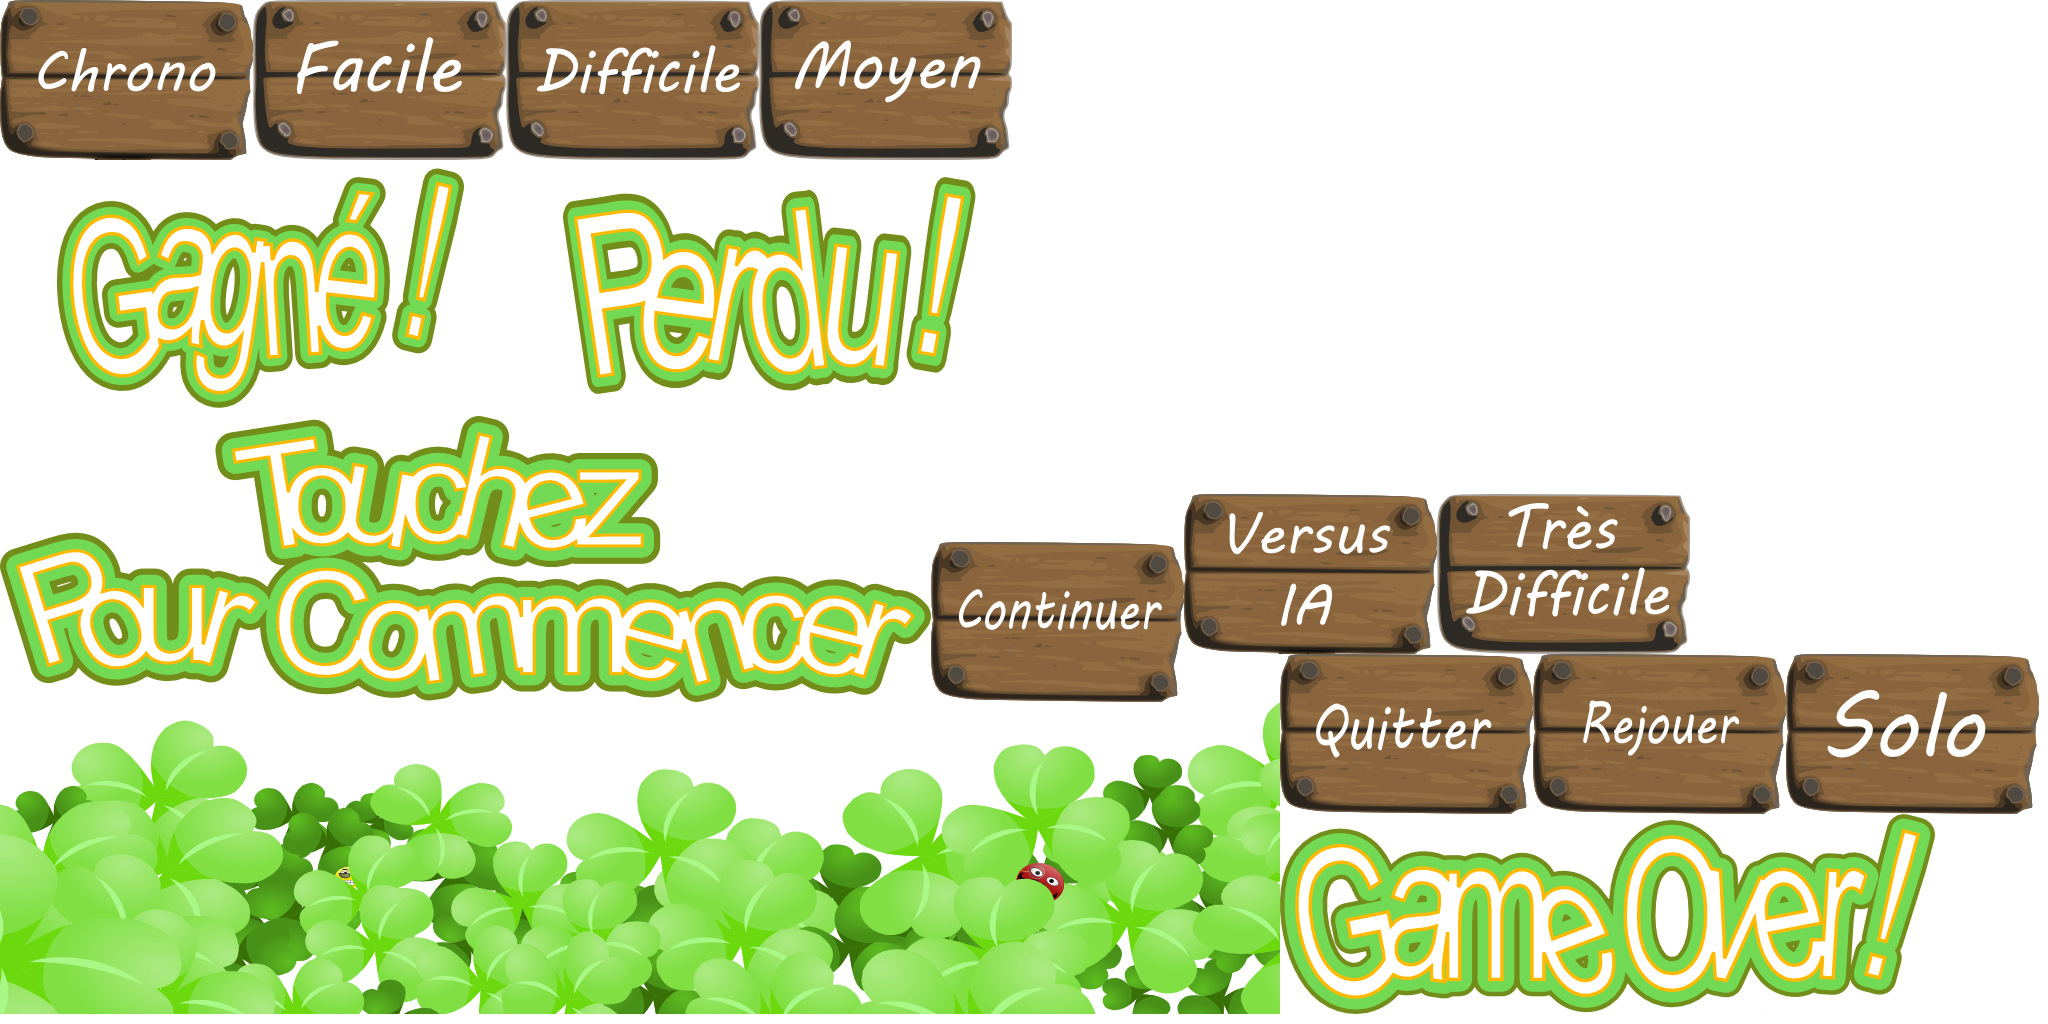 Chrono
Facile
Difficile
Moyen
Gagné !
Perdu !
Touchez
Pour Commencer
Continuer
Versus
IA
Très
Difficile
Quitter
Rejouer
Solo
Game Over !